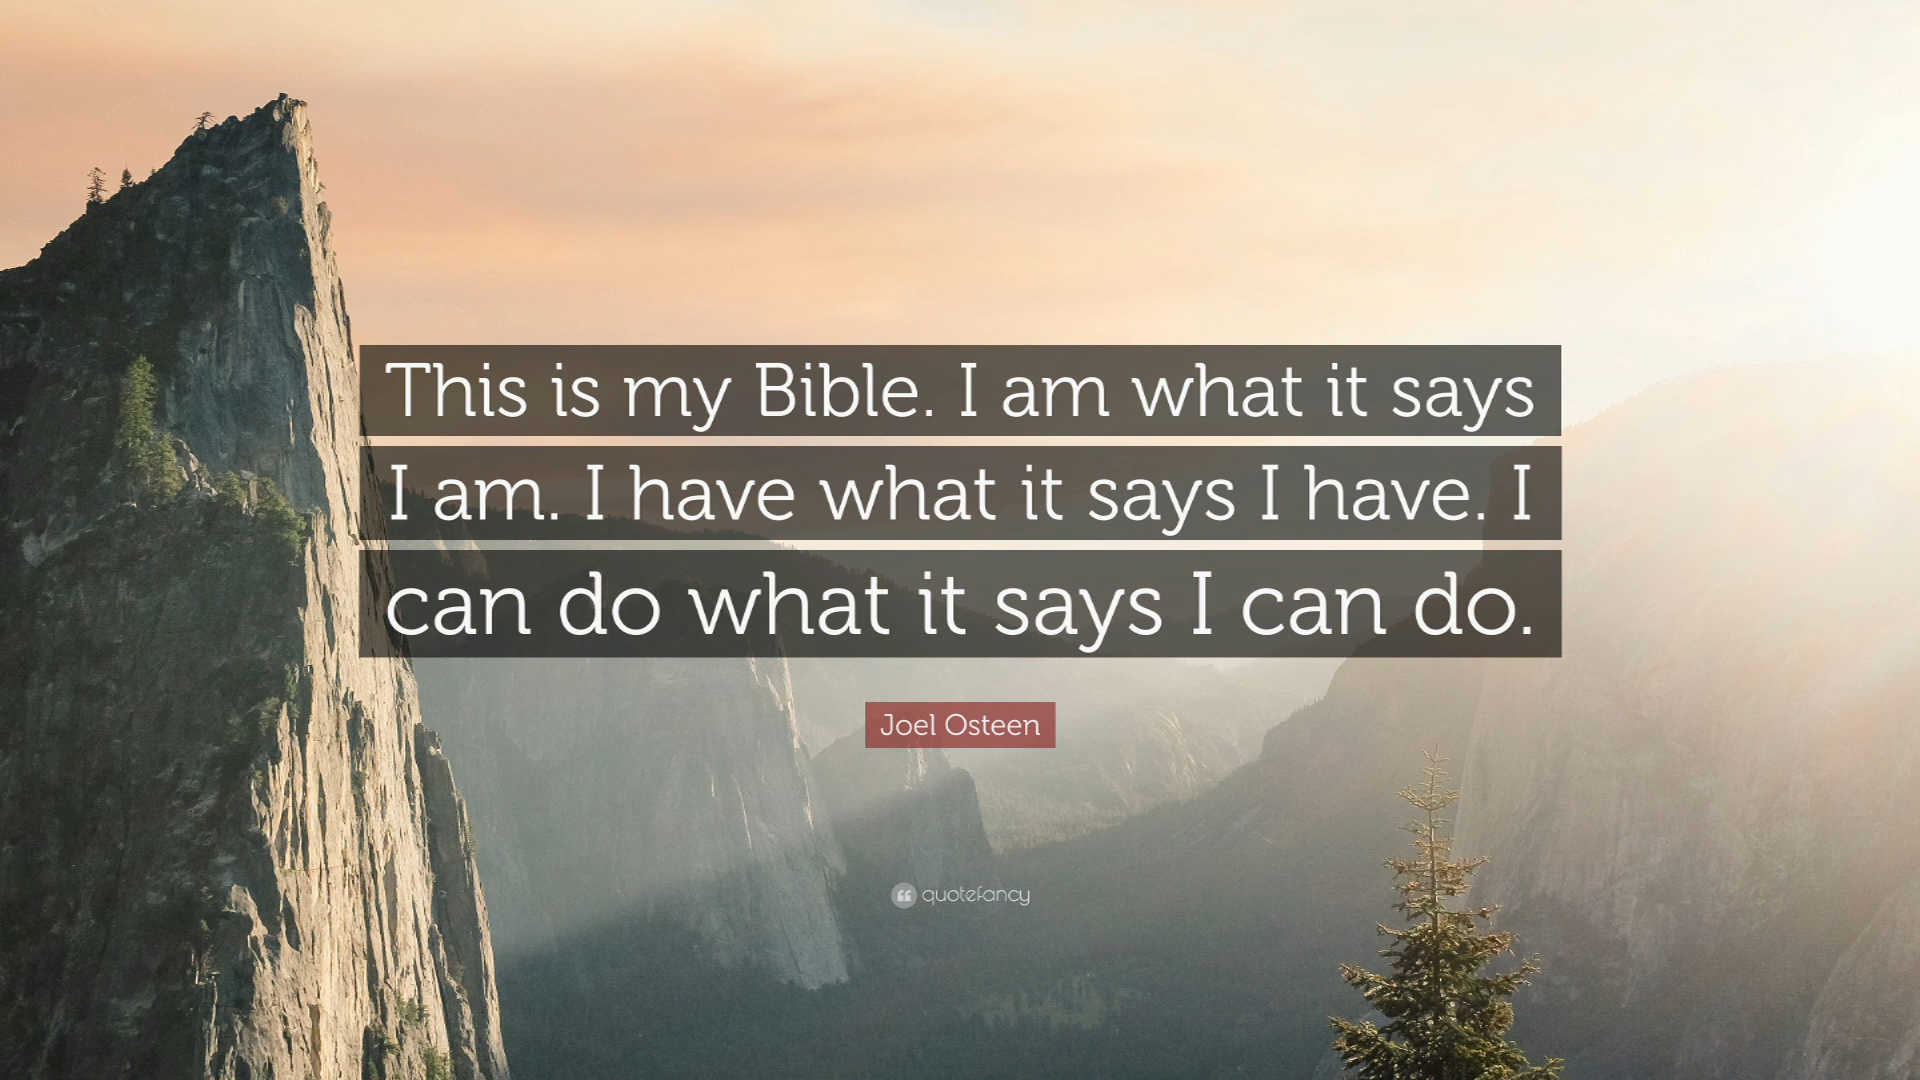 This is my Bible. I am what it says
I am. I have what it says I have. I
can do what it says I can do.
Joel Osteen
quotefancy